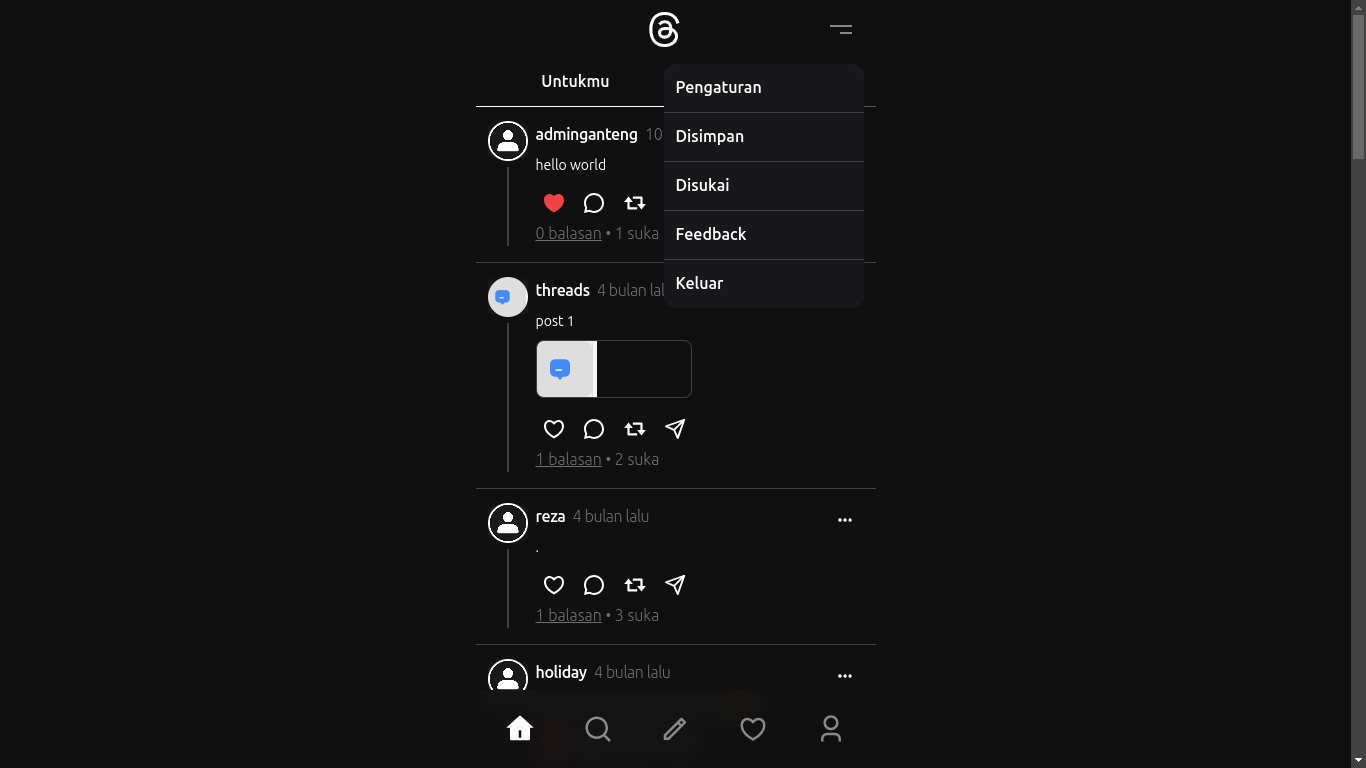 Untukmu
Pengaturan
Disimpan
Disukai
Feedback
Keluar
adminganteng 10
hello world
0 balasan • 1 suka
threads 4 bulan lal
post 1
1 balasan • 2 suka
reza 4 bulan lalu
.
1 balasan • 3 suka
holiday 4 bulan lalu